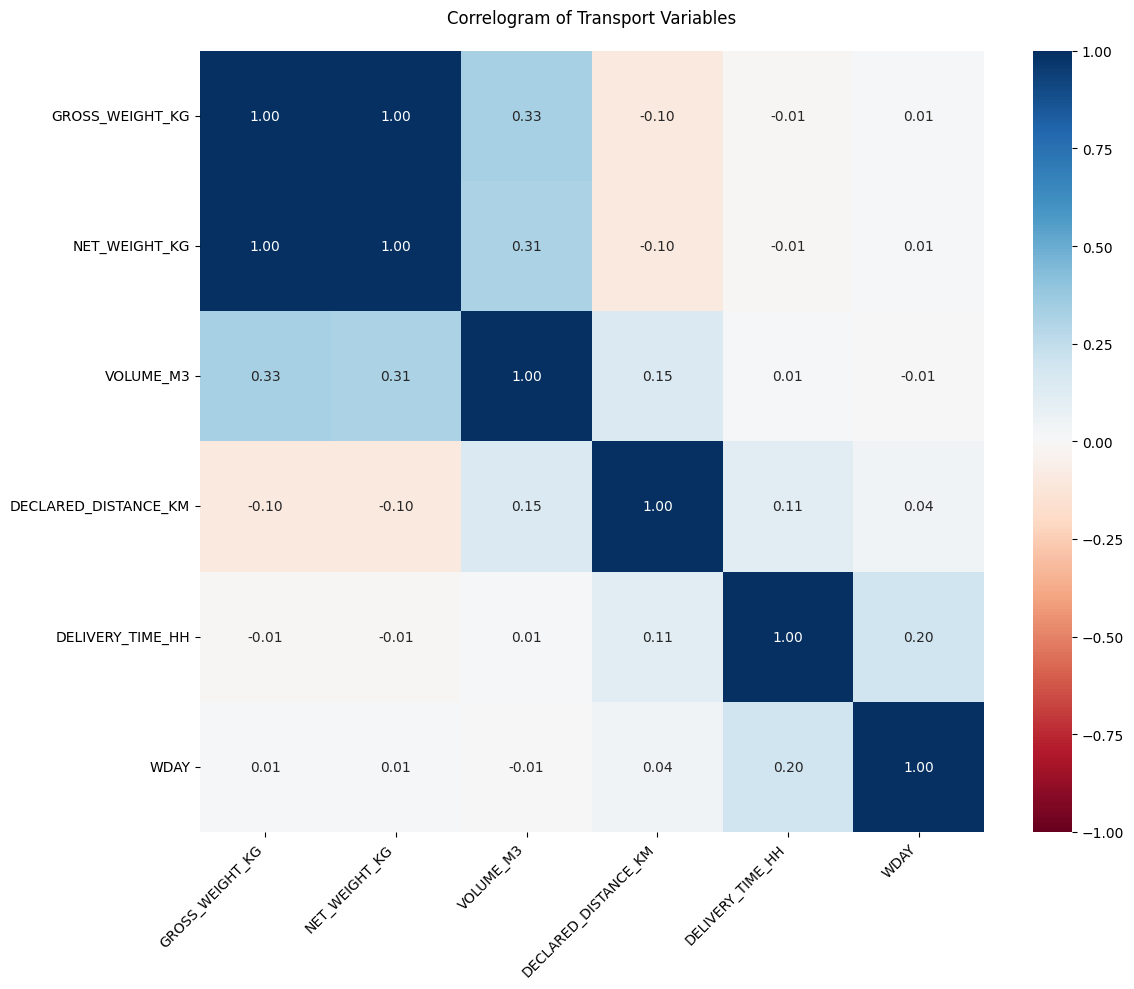 Correlogram of Transport Variables
GROSS_WEIGHT_KG 1.00 1.00 0.33 -0.10 -0.01 0.01
NET_WEIGHT_KG 1.00 1.00 0.31 -0.10 -0.01 0.01
VOLUME_M3 0.33 0.31 1.00 0.15 0.01 -0.01
DECLARED_DISTANCE_KM -0.10 -0.10 0.15 1.00 0.11 0.04
DELIVERY_TIME_HH -0.01 -0.01 0.01 0.11 1.00 0.20
WDAY 0.01 0.01 -0.01 0.04 0.20 1.00
GROSS_WEIGHT_KG
NET_WEIGHT_KG
VOLUME_M3
DECLARED_DISTANCE_KM
DELIVERY_TIME_HH
WDAY
1.00
0.75
0.50
0.25
0.00
−0.25
−0.50
−0.75
−1.00